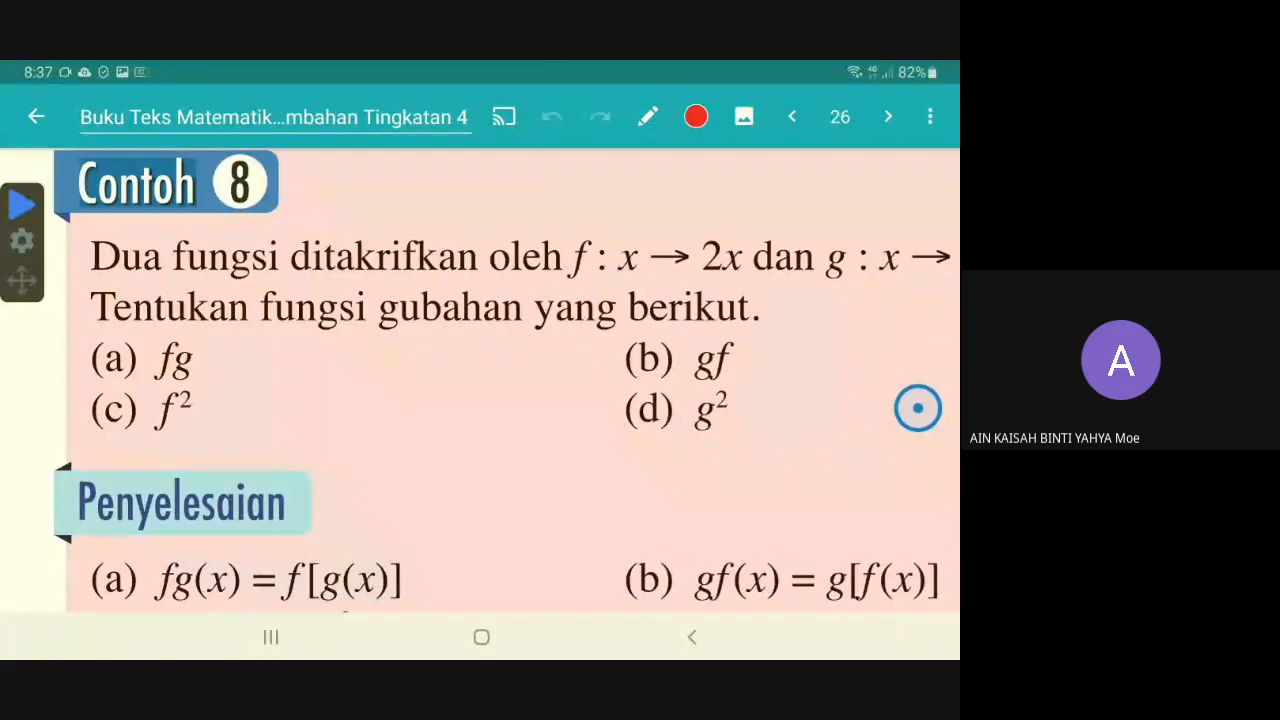 8:37
82%
Buku Teks Matematik...mbahan Tingkatan 4
26
Contoh 8
Dua fungsi ditakrifkan oleh f : x → 2x dan g : x →
Tentukan fungsi gubahan yang berikut.
(a) fg (b) gf
(c) f² (d) g²
Penyelesaian
(a) fg(x) = f[g(x)] (b) gf(x) = g[f(x)]
A
AIN KAISAH BINTI YAHYA Moe